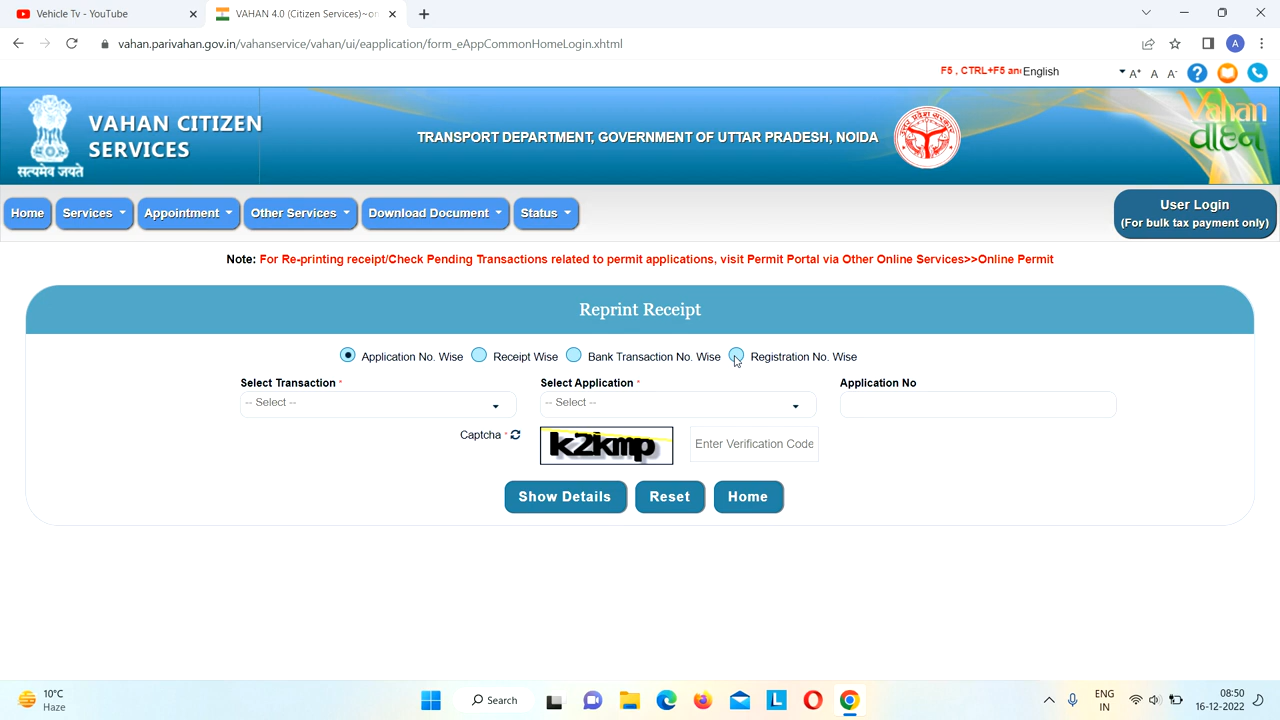 Vehicle Tv - YouTube
VAHAN 4.0 (Citizen Services)~or
vahan.parivahan.gov.in/vahanservice/vahan/ui/eapplication/form_eAppCommonHomeLogin.xhtml
A
F5 , CTRL+F5 an
English
A+ A A-
VAHAN CITIZEN
SERVICES
सत्यमेव जयते
TRANSPORT DEPARTMENT, GOVERNMENT OF UTTAR PRADESH, NOIDA
Vahan
वाहन
Home Services Appointment Other Services Download Document Status
User Login
(For bulk tax payment only)
Note: For Re-printing receipt/Check Pending Transactions related to permit applications, visit Permit Portal via Other Online Services>>Online Permit
Reprint Receipt
Application No. Wise Receipt Wise Bank Transaction No. Wise Registration No. Wise
Select Transaction * Select Application * Application No
-- Select -- -- Select --
Captcha * k2kmp Enter Verification Code
Show Details Reset Home
10°C
Haze
Search
L
ENG
IN
08:50
16-12-2022